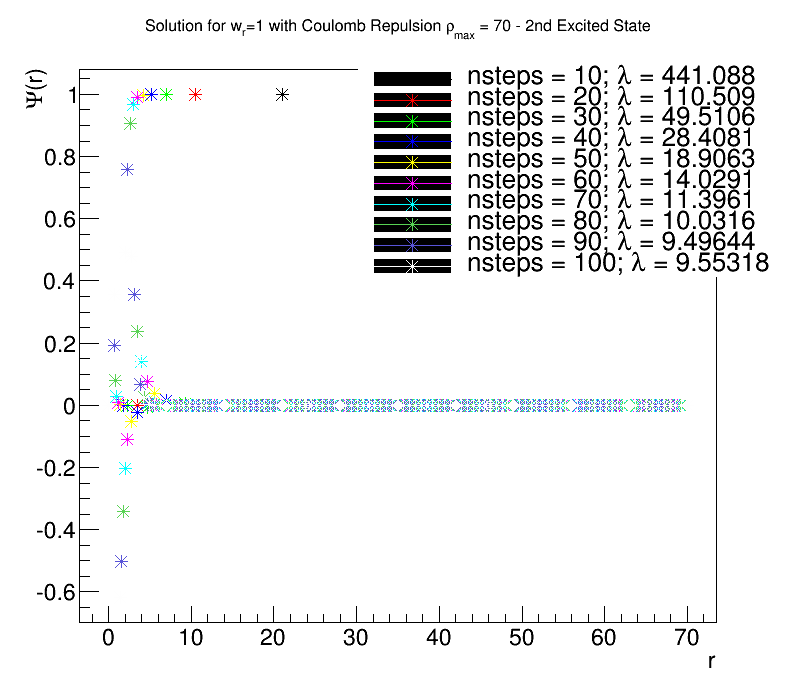 Solution for w_r=1 with Coulomb Repulsion ρ_max = 70 - 2nd Excited State
Ψ(r)
nsteps = 10; λ = 441.088
nsteps = 20; λ = 110.509
nsteps = 30; λ = 49.5106
nsteps = 40; λ = 28.4081
nsteps = 50; λ = 18.9063
nsteps = 60; λ = 14.0291
nsteps = 70; λ = 11.3961
nsteps = 80; λ = 10.0316
nsteps = 90; λ = 9.49644
nsteps = 100; λ = 9.55318
1
0.8
0.6
0.4
0.2
0
-0.2
-0.4
-0.6
0 10 20 30 40 50 60 70
r